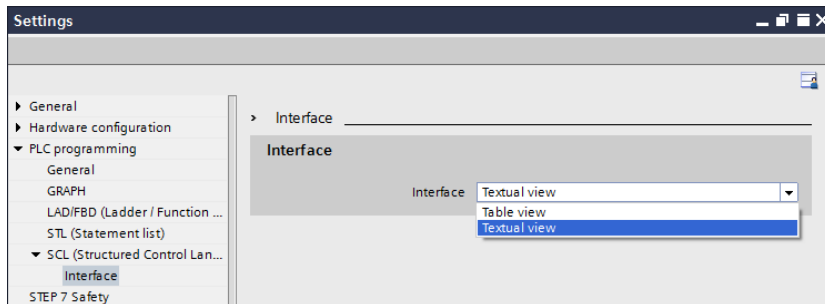 Settings
General
Hardware configuration
PLC programming
General
GRAPH
LAD/FBD (Ladder / Function ...
STL (Statement list)
SCL (Structured Control Lan...
Interface
STEP 7 Safety
Interface
Interface
Interface Textual view
Table view
Textual view